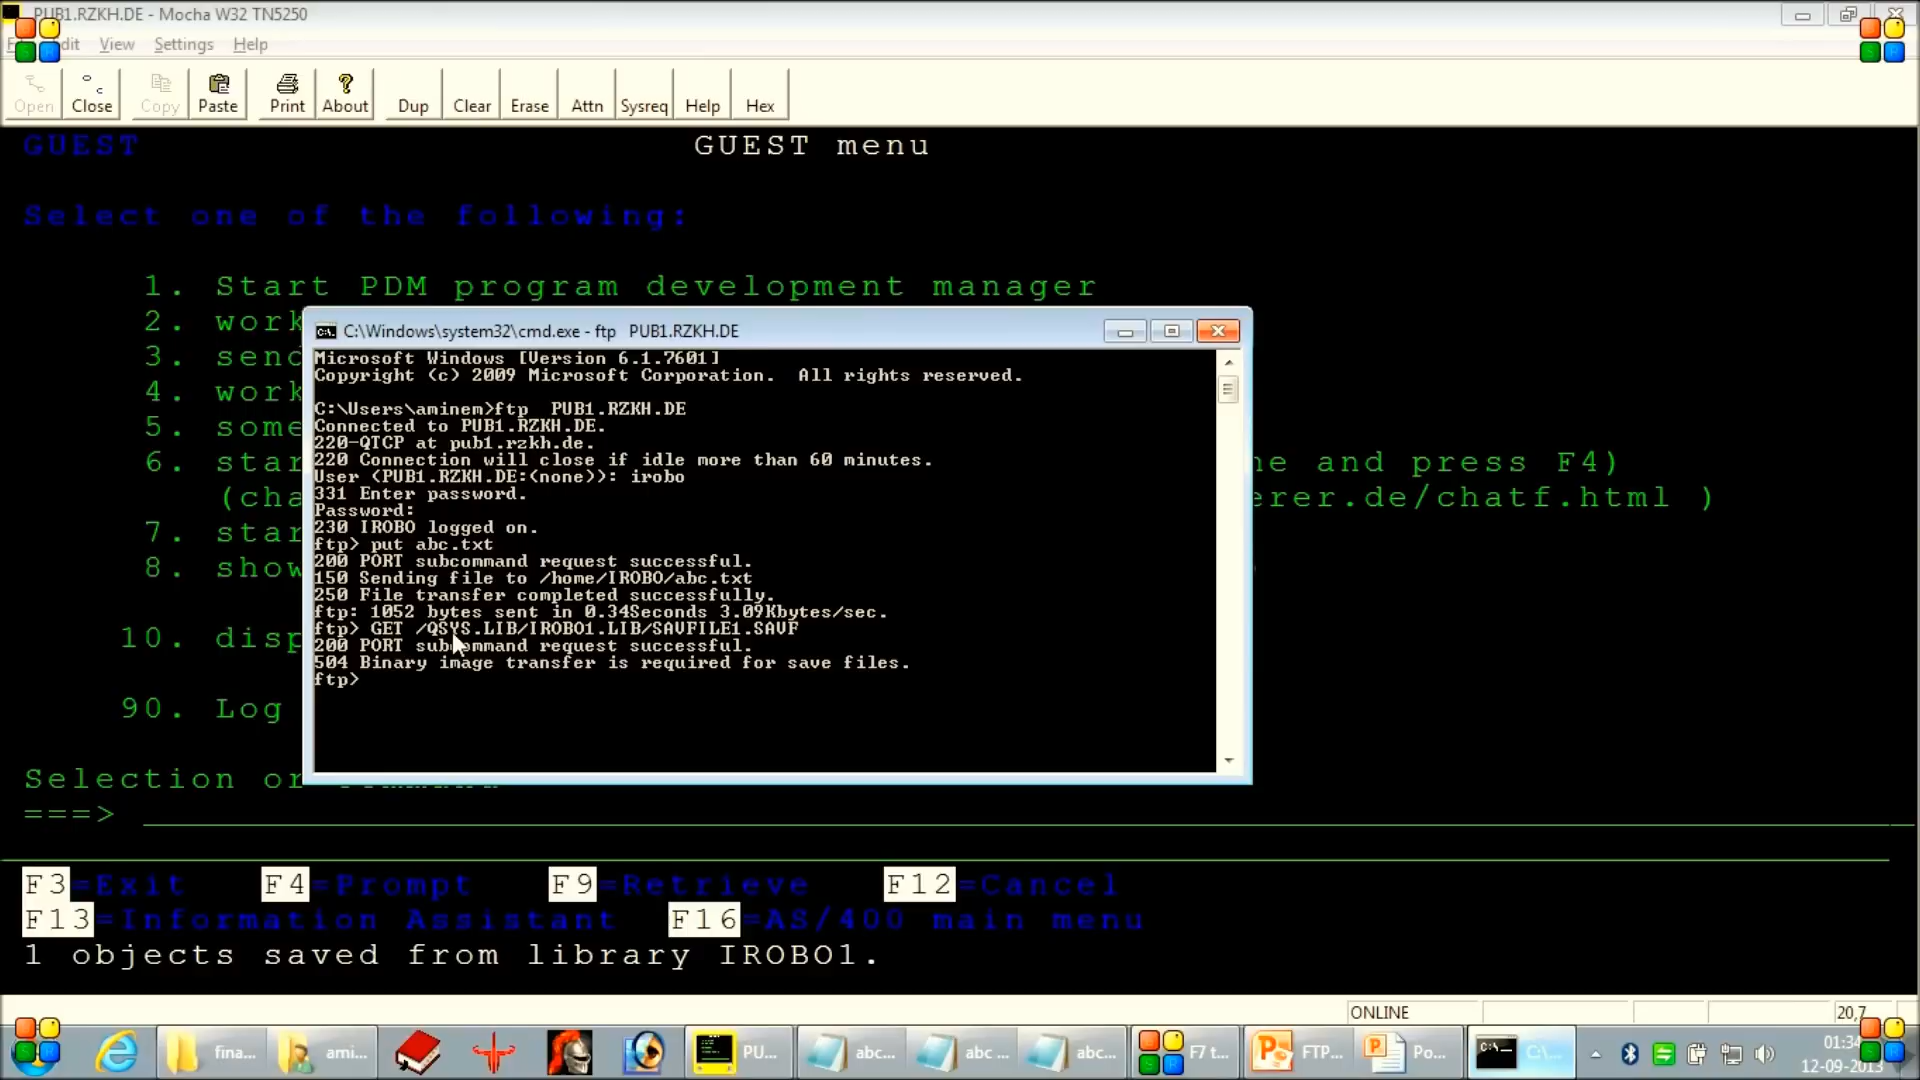 PUB1.RZKH.DE - Mocha W32 TN5250
Edit View Settings Help
Open Close Copy Paste Print About Dup Clear Erase Attn Sysreq Help Hex
GUEST GUEST menu
Select one of the following:
1. Start PDM program development manager
2. work
3. send
4. work
5. some
6. star
ne and press F4)
(cha
erer.de/chatf.html )
7. star
8. show
10. disp
90. Log
Selection or command
===>
C:\Windows\system32\cmd.exe - ftp PUB1.RZKH.DE
Microsoft Windows [Version 6.1.7601]
Copyright (c) 2009 Microsoft Corporation. All rights reserved.
C:\Users\aminem>ftp PUB1.RZKH.DE
Connected to PUB1.RZKH.DE.
220-QTCP at pub1.rzkh.de.
220 Connection will close if idle more than 60 minutes.
User (PUB1.RZKH.DE:(none)): irobo
331 Enter password.
Password:
230 IROBO logged on.
ftp> put abc.txt
200 PORT subcommand request successful.
150 Sending file to /home/IROBO/abc.txt
250 File transfer completed successfully.
ftp: 1052 bytes sent in 0.34Seconds 3.09Kbytes/sec.
ftp> GET /QSYS.LIB/IROBO1.LIB/SAVFILE1.SAVF
200 PORT subcommand request successful.
504 Binary image transfer is required for save files.
ftp>
F3=Exit F4=Prompt F9=Retrieve F12=Cancel
F13=Information Assistant F16=AS/400 main menu
1 objects saved from library IROBO1.
ONLINE 20,7
fina... ami... PU... abc... abc ... abc... F7 t... FTP... Po... C:\...
01:34
12-09-2013